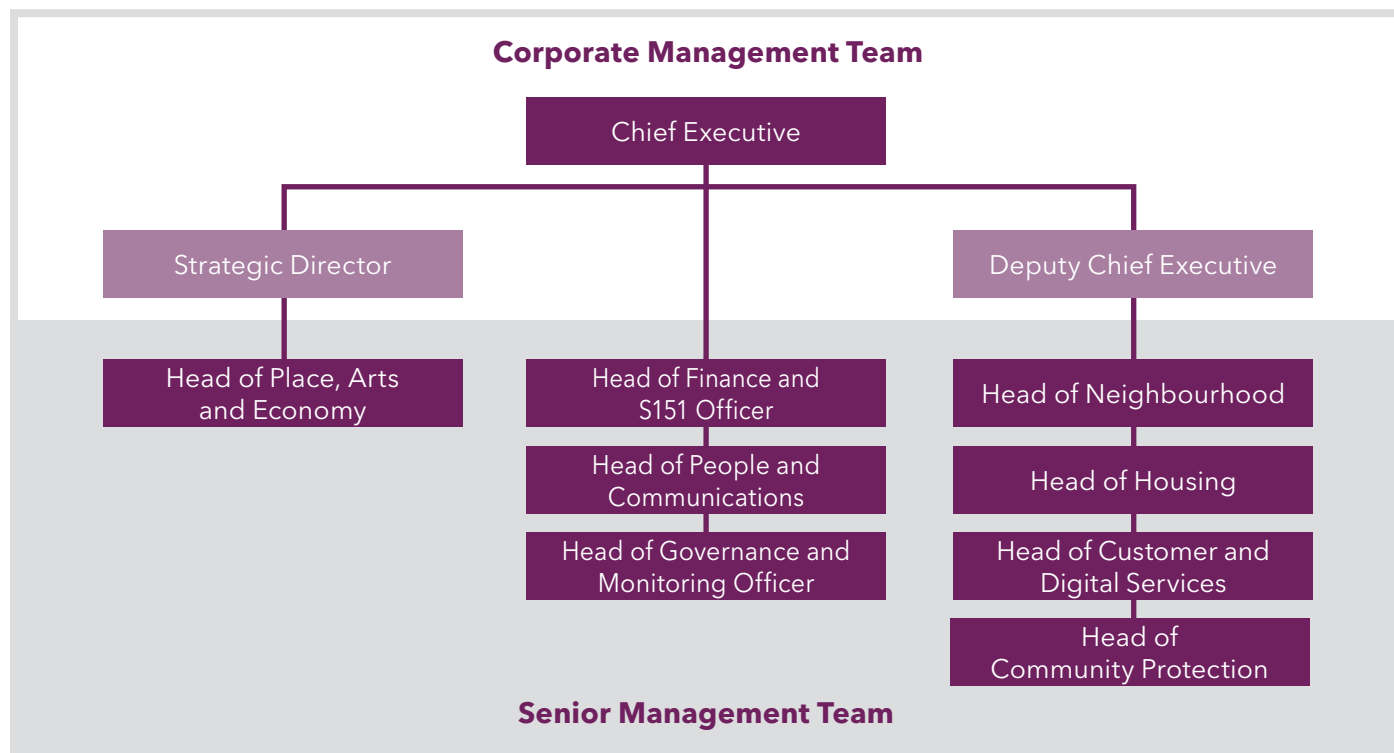 Corporate Management Team
Chief Executive
Strategic Director
Deputy Chief Executive
Head of Place, Arts
and Economy
Head of Finance and
S151 Officer
Head of People and
Communications
Head of Governance and
Monitoring Officer
Head of Neighbourhood
Head of Housing
Head of Customer and
Digital Services
Head of
Community Protection
Senior Management Team